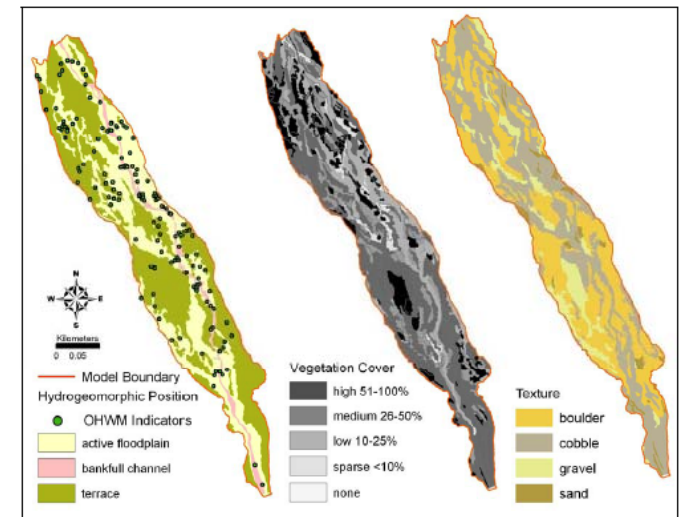 N
W E
S
Kilometers
0 0.05
Model Boundary
Hydrogeomorphic Position
OHWM Indicators
active floodplain
bankfull channel
terrace
Vegetation Cover
high 51-100%
medium 26-50%
low 10-25%
sparse <10%
none
Texture
boulder
cobble
gravel
sand